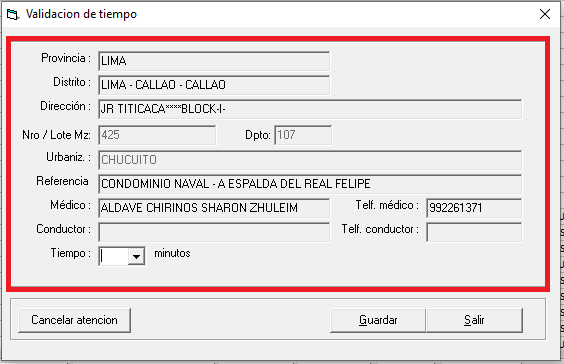 Validacion de tiempo
Provincia : LIMA
Distrito : LIMA - CALLAO - CALLAO
Dirección : JR TITICACA****BLOCK-I-
Nro / Lote Mz: 425 Dpto: 107
Urbaniz. : CHUCUITO
Referencia CONDOMINIO NAVAL - A ESPALDA DEL REAL FELIPE
Médico : ALDAVE CHIRINOS SHARON ZHULEIM Telf. médico : 992261371
Conductor : Telf. conductor :
Tiempo : minutos
Cancelar atencion Guardar Salir